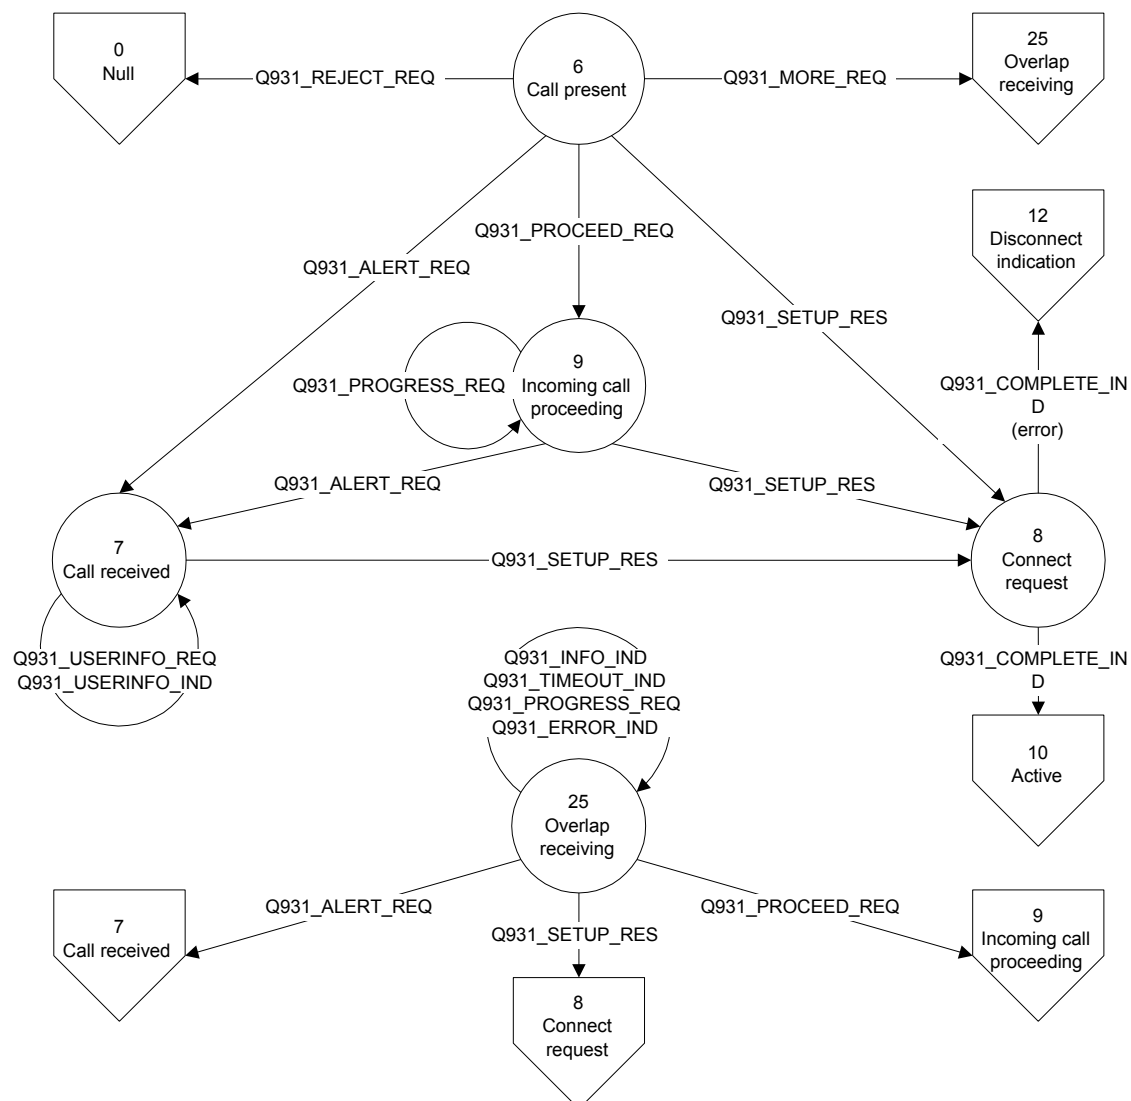 0
Null
Q931_REJECT_REQ
6
Call present
Q931_MORE_REQ
25
Overlap
receiving
Q931_PROCEED_REQ
Q931_ALERT_REQ
12
Disconnect
indication
Q931_SETUP_RES
9
Incoming call
proceeding
Q931_PROGRESS_REQ
Q931_COMPLETE_IN
D
(error)
Q931_ALERT_REQ
Q931_SETUP_RES
7
Call received
Q931_SETUP_RES
8
Connect
request
Q931_USERINFO_REQ
Q931_USERINFO_IND
Q931_INFO_IND
Q931_TIMEOUT_IND
Q931_PROGRESS_REQ
Q931_ERROR_IND
Q931_COMPLETE_IN
D
10
Active
25
Overlap
receiving
Q931_ALERT_REQ
Q931_SETUP_RES
Q931_PROCEED_REQ
7
Call received
8
Connect
request
9
Incoming call
proceeding